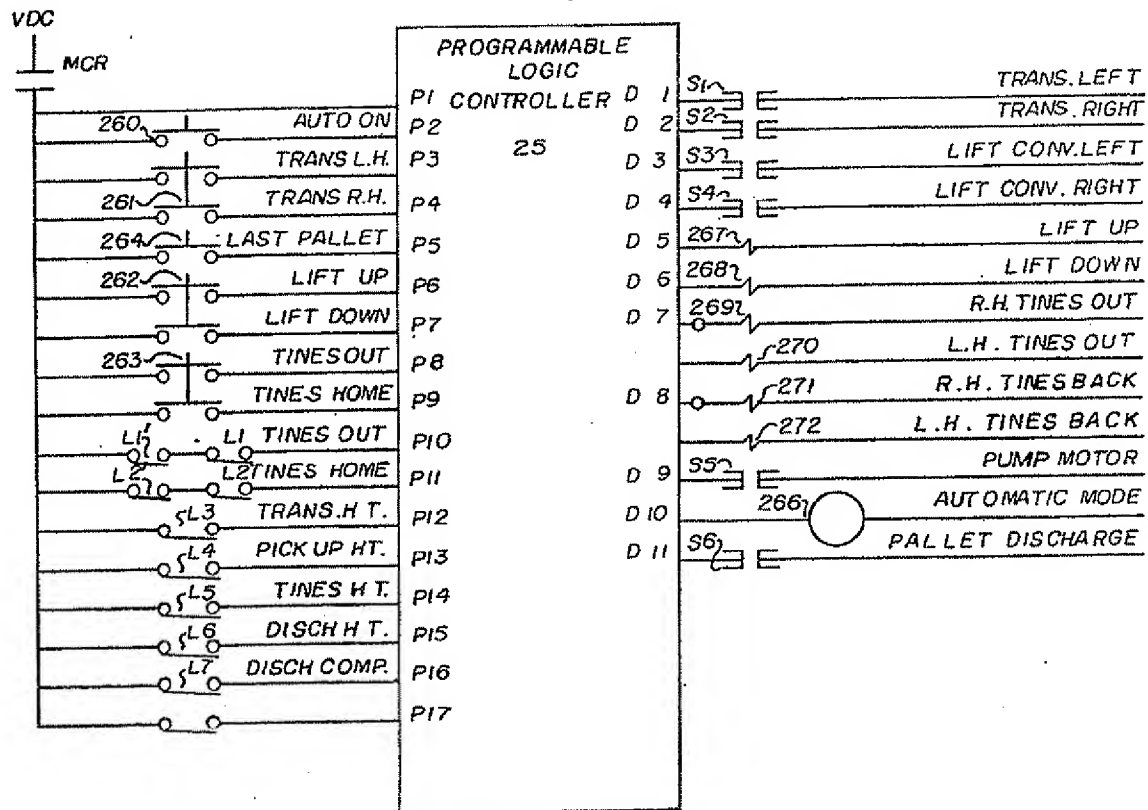 VDC
MCR
PROGRAMMABLE
LOGIC
CONTROLLER
25
P1
260 AUTO ON P2
TRANS L.H. P3
261 TRANS R.H. P4
264 LAST PALLET P5
262 LIFT UP P6
LIFT DOWN P7
263 TINES OUT P8
TINES HOME P9
L1' L1 TINES OUT P10
L2' L2 TINES HOME P11
L3 TRANS.H T. P12
L4 PICK UP HT. P13
L5 TINES H T. P14
L6 DISCH H T. P15
L7 DISCH COMP. P16
P17
D 1 S1 TRANS. LEFT
D 2 S2 TRANS. RIGHT
D 3 S3 LIFT CONV. LEFT
D 4 S4 LIFT CONV. RIGHT
D 5 267 LIFT UP
D 6 268 LIFT DOWN
D 7 269 R.H. TINES OUT
270 L.H. TINES OUT
D 8 271 R.H. TINES BACK
272 L.H. TINES BACK
D 9 S5 PUMP MOTOR
D 10 266 AUTOMATIC MODE
D 11 S6 PALLET DISCHARGE